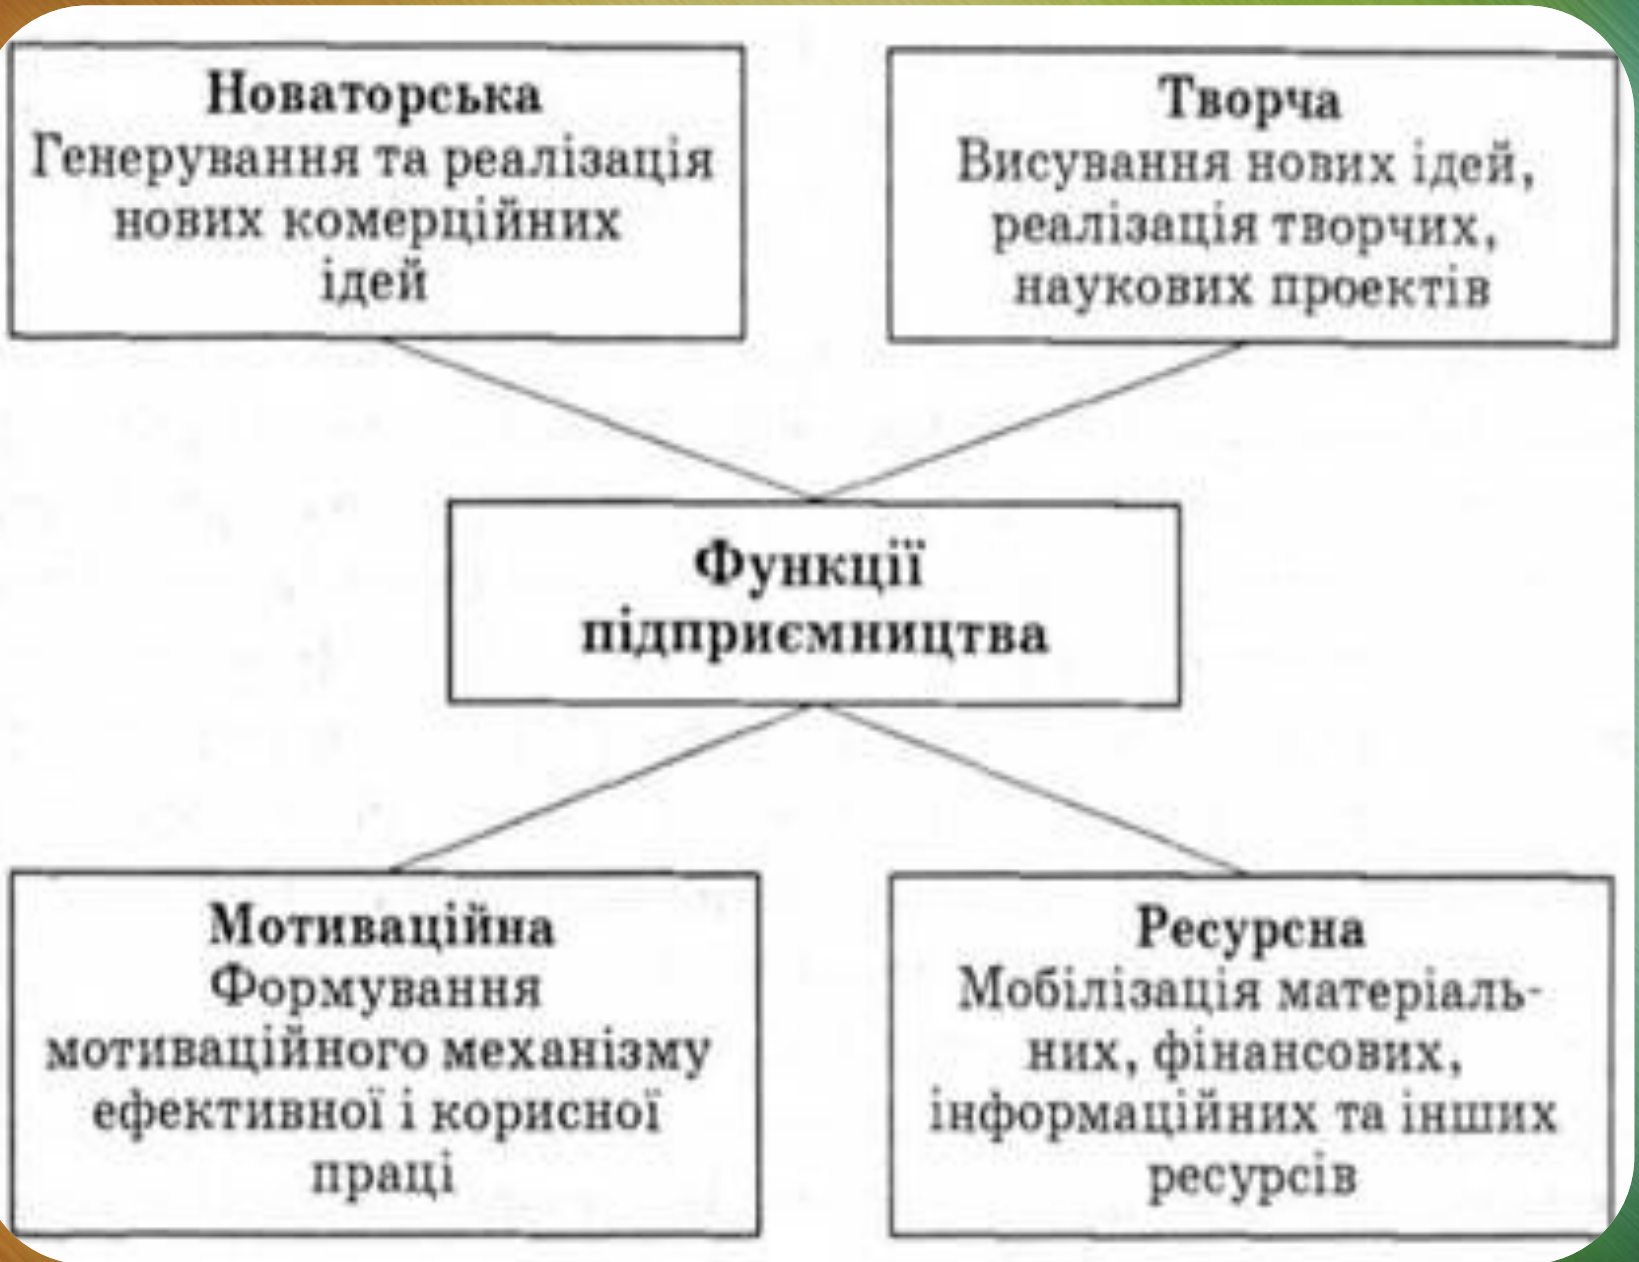 Новаторська
Генерування та реалізація
нових комерційних
ідей
Творча
Висування нових ідей,
реалізація творчих,
наукових проектів
Функції
підприємництва
Мотиваційна
Формування
мотиваційного механізму
ефективної і корисної
праці
Ресурсна
Мобілізація матеріаль-
них, фінансових,
інформаційних та інших
ресурсів